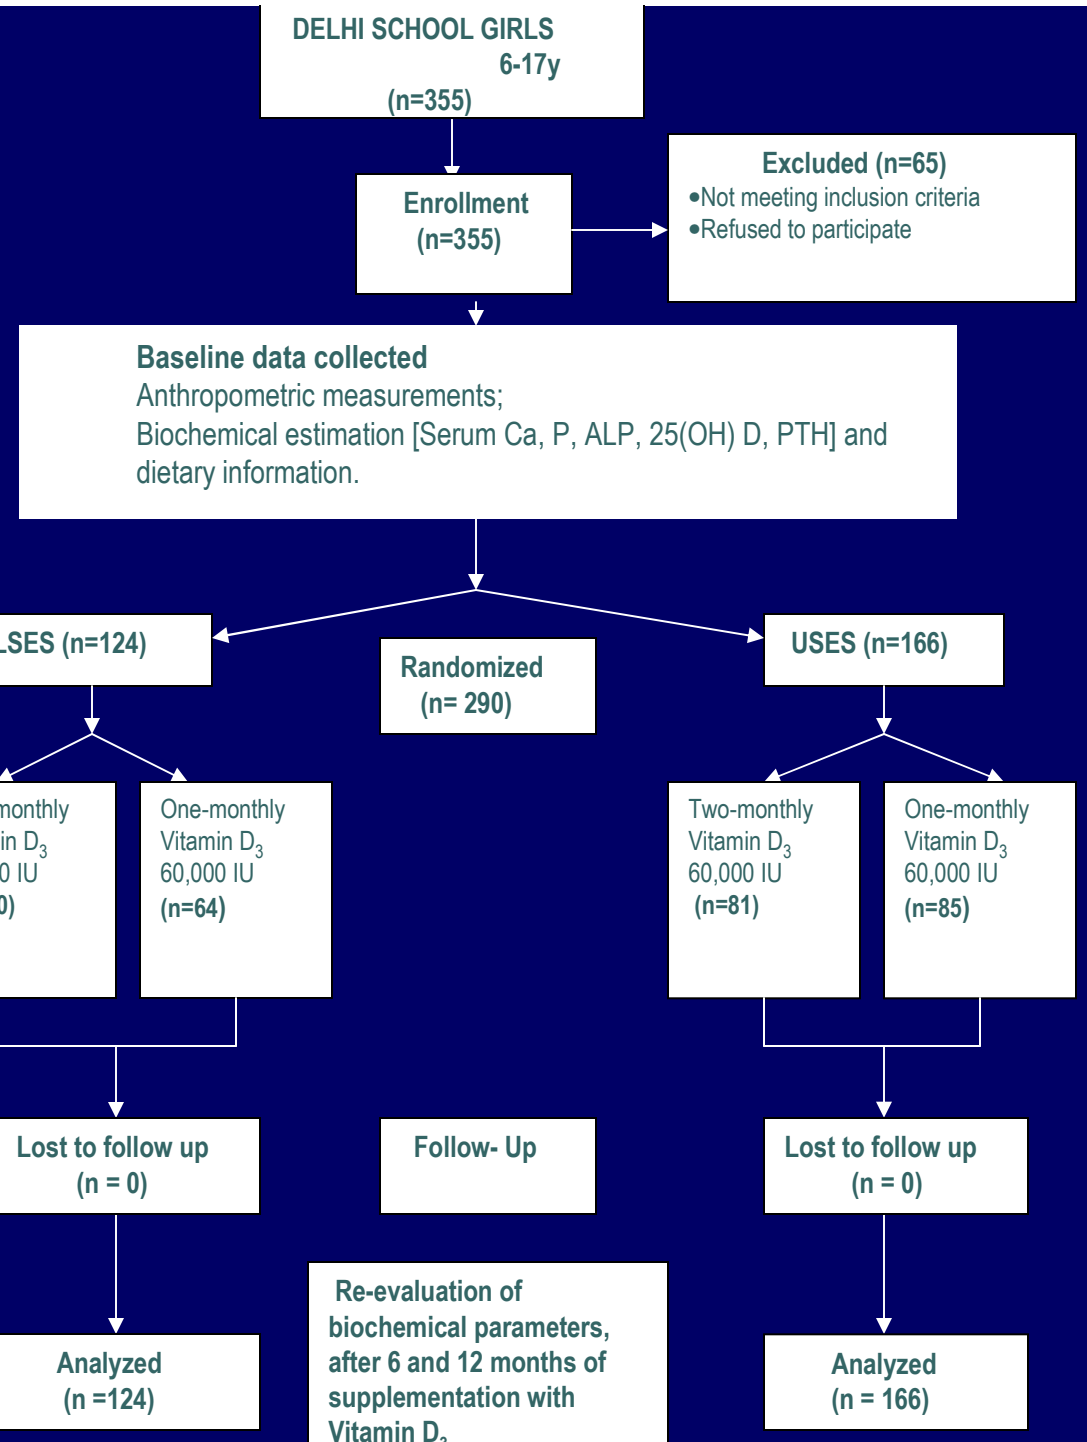 DELHI SCHOOL GIRLS
6-17y
(n=355)
Enrollment
(n=355)
Excluded (n=65)
•Not meeting inclusion criteria
•Refused to participate
Baseline data collected
Anthropometric measurements;
Biochemical estimation [Serum Ca, P, ALP, 25(OH) D, PTH] and
dietary information.
LSES (n=124)
Randomized
(n= 290)
USES (n=166)
monthly
in D3
0 IU
0)
One-monthly
Vitamin D3
60,000 IU
(n=64)
Two-monthly
Vitamin D3
60,000 IU
(n=81)
One-monthly
Vitamin D3
60,000 IU
(n=85)
Lost to follow up
(n = 0)
Follow- Up
Lost to follow up
(n = 0)
Analyzed
(n =124)
Re-evaluation of
biochemical parameters,
after 6 and 12 months of
supplementation with
Vitamin D3
Analyzed
(n = 166)